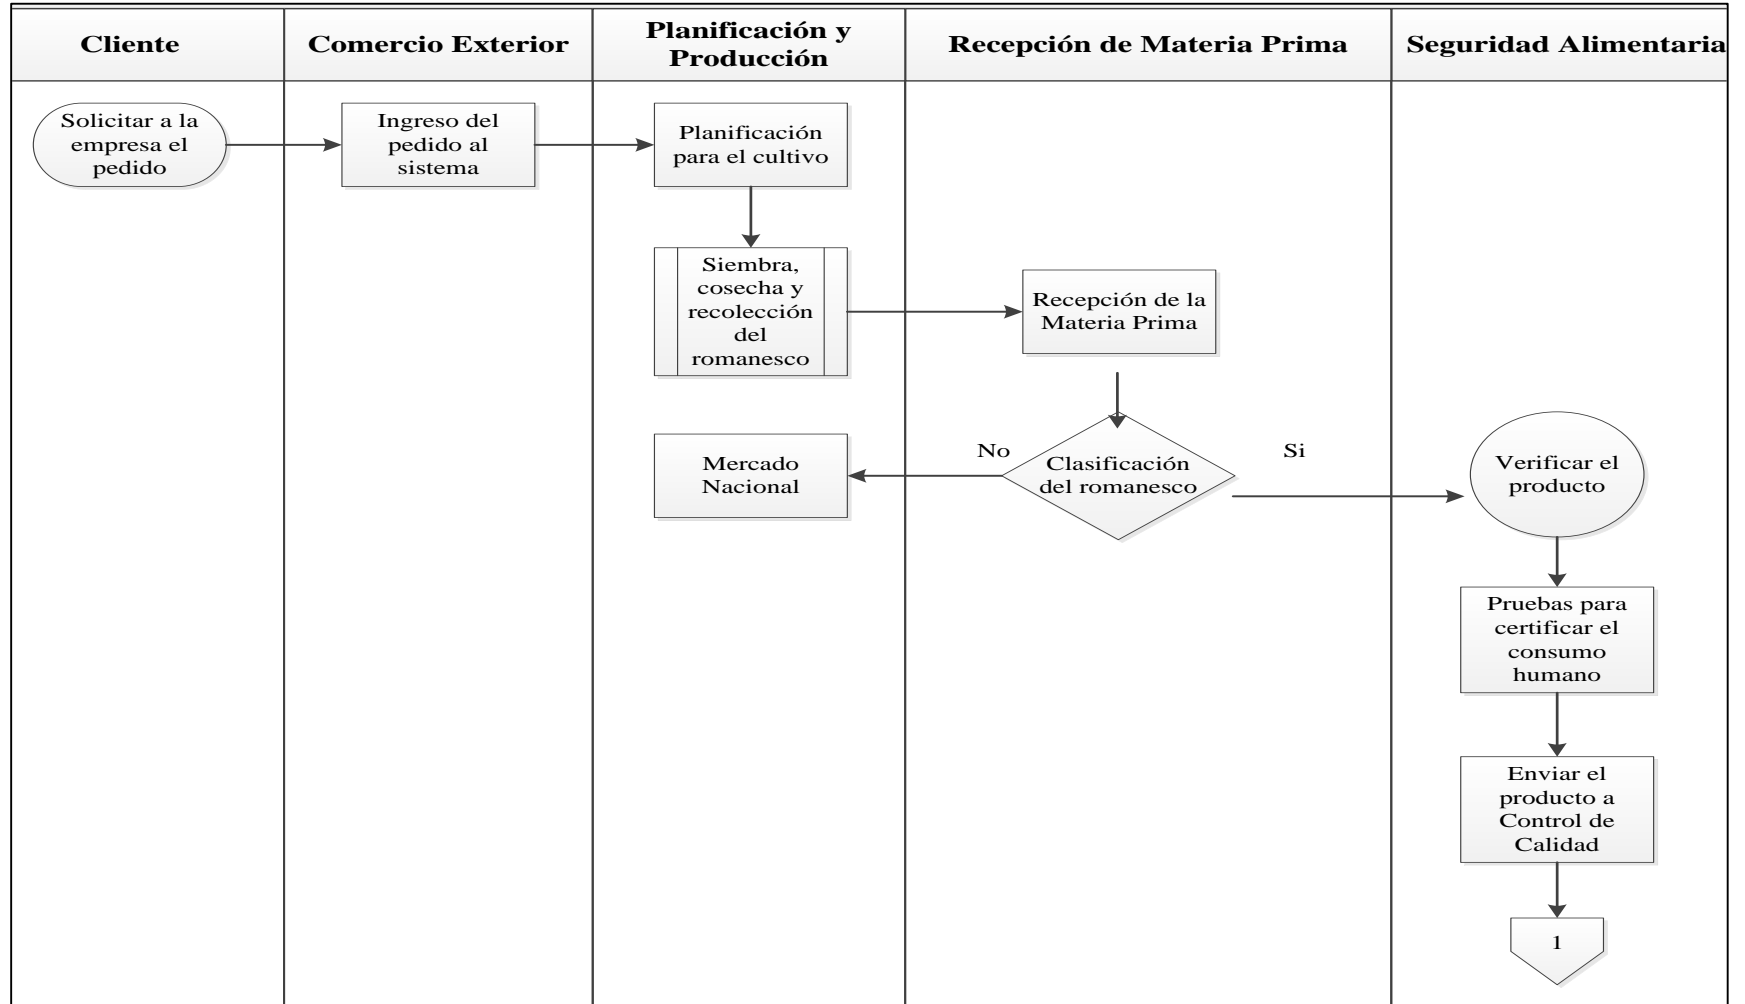 Cliente
Comercio Exterior
Planificación y
Producción
Recepción de Materia Prima
Seguridad Alimentaria
Solicitar a la
empresa el
pedido
Ingreso del
pedido al
sistema
Planificación
para el cultivo
Siembra,
cosecha y
recolección
del
romanesco
Recepción de la
Materia Prima
Mercado
Nacional
No
Clasificación
del romanesco
Si
Verificar el
producto
Pruebas para
certificar el
consumo
humano
Enviar el
producto a
Control de
Calidad
1